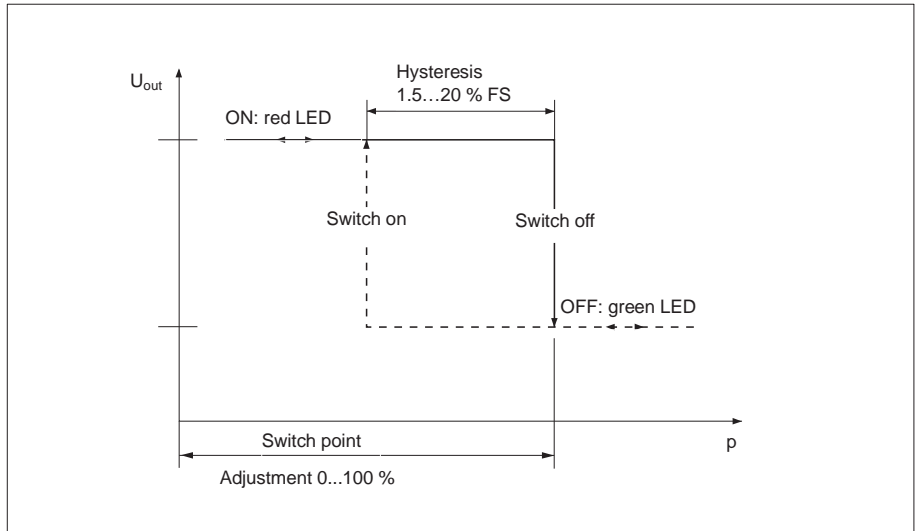 Hysteresis
1.5…20 % FS
Uout
ON: red LED
Switch on
Switch off
OFF: green LED
Switch point
p
Adjustment 0...100 %